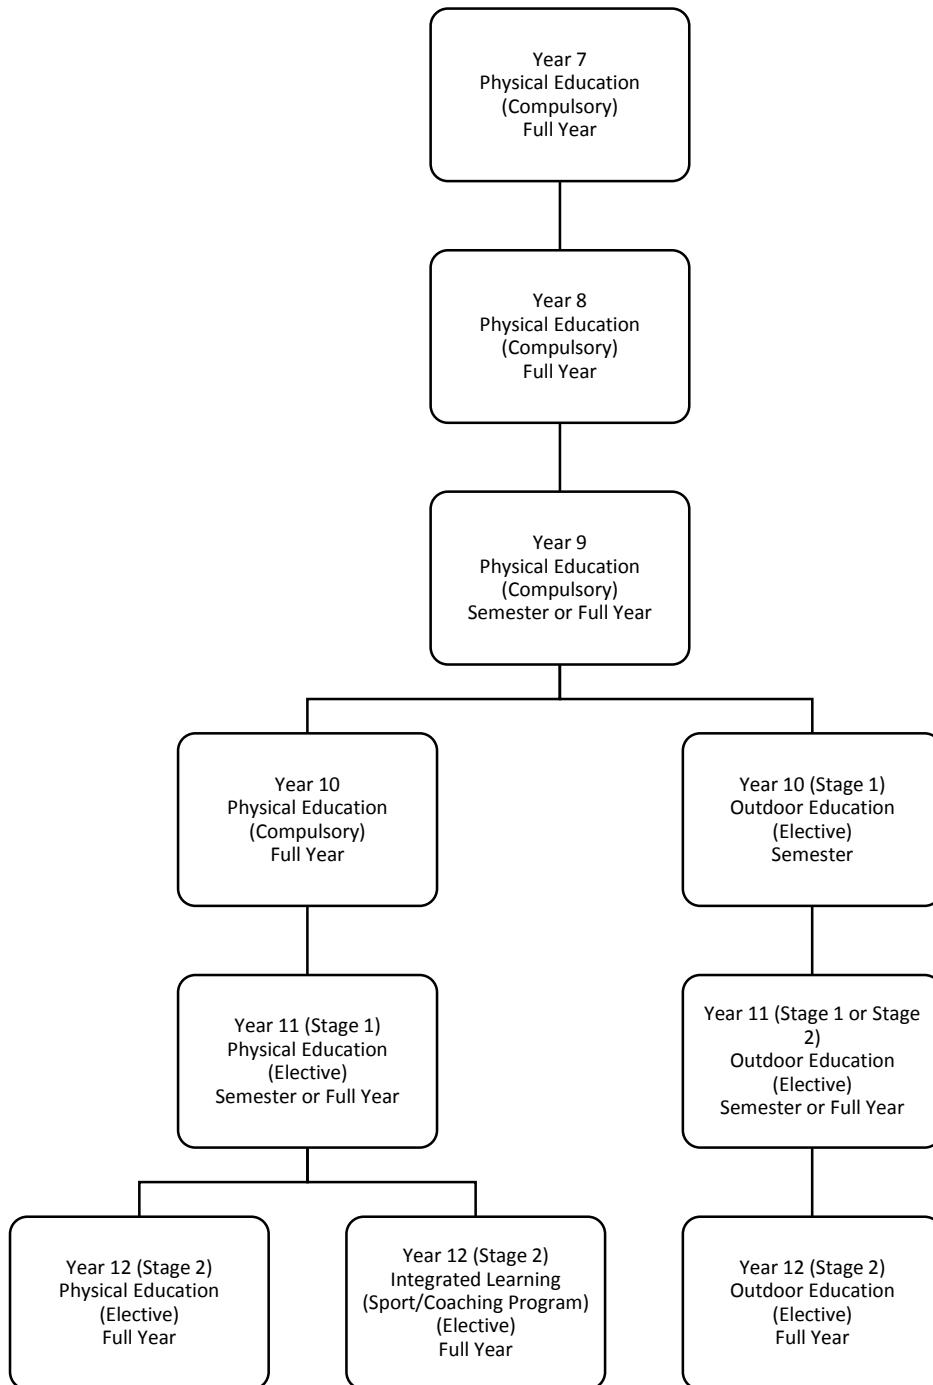 Year 7
Physical Education
(Compulsory)
Full Year
Year 8
Physical Education
(Compulsory)
Full Year
Year 9
Physical Education
(Compulsory)
Semester or Full Year
Year 10
Physical Education
(Compulsory)
Full Year
Year 10 (Stage 1)
Outdoor Education
(Elective)
Semester
Year 11 (Stage 1)
Physical Education
(Elective)
Semester or Full Year
Year 11 (Stage 1 or Stage
2)
Outdoor Education
(Elective)
Semester or Full Year
Year 12 (Stage 2)
Physical Education
(Elective)
Full Year
Year 12 (Stage 2)
Integrated Learning
(Sport/Coaching Program)
(Elective)
Full Year
Year 12 (Stage 2)
Outdoor Education
(Elective)
Full Year